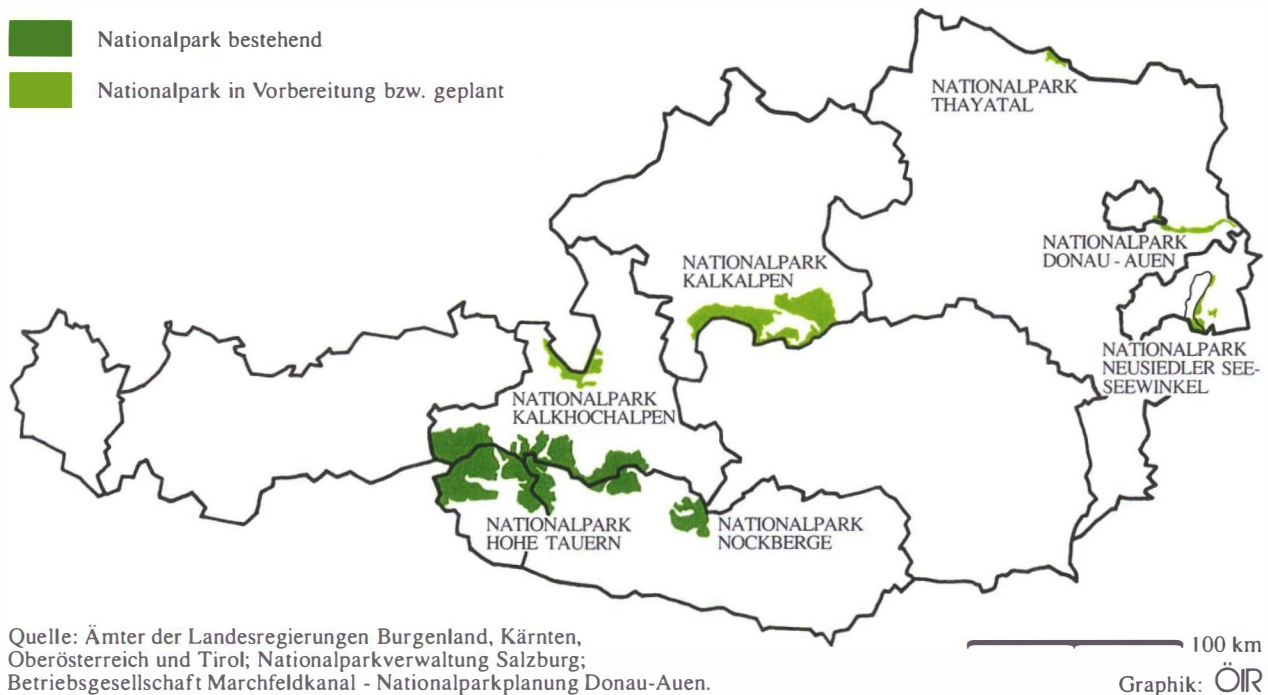 Nationalpark bestehend
Nationalpark in Vorbereitung bzw. geplant
NATIONALPARK
THAYATAL
NATIONALPARK
DONAU - AUEN
NATIONALPARK
KALKALPEN
NATIONALPARK
NEUSIEDLER SEE-
SEEWINKEL
NATIONALPARK
KALKHOCHALPEN
NATIONALPARK
HOHE TAUERN
NATIONALPARK
NOCKBERGE
Quelle: Ämter der Landesregierungen Burgenland, Kärnten,
Oberösterreich und Tirol; Nationalparkverwaltung Salzburg;
Betriebsgesellschaft Marchfeldkanal - Nationalparkplanung Donau-Auen.
100 km
Graphik: ÖIR